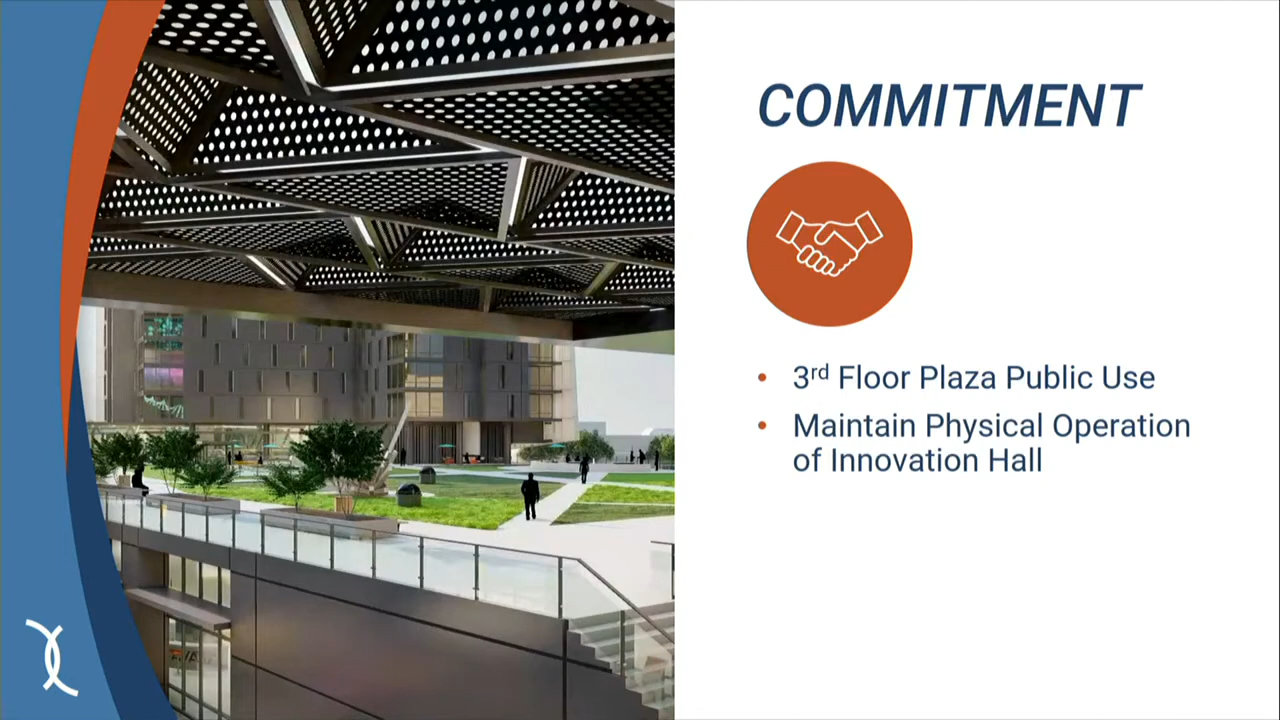 COMMITMENT
• 3rd Floor Plaza Public Use
• Maintain Physical Operation
of Innovation Hall